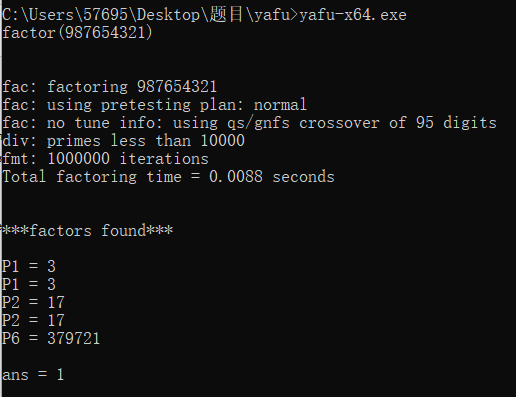 C:\Users\57695\Desktop\题目\yafu>yafu-x64.exe
factor(987654321)
fac: factoring 987654321
fac: using pretesting plan: normal
fac: no tune info: using qs/gnfs crossover of 95 digits
div: primes less than 10000
fmt: 1000000 iterations
Total factoring time = 0.0088 seconds
***factors found***
P1 = 3
P1 = 3
P2 = 17
P2 = 17
P6 = 379721
ans = 1